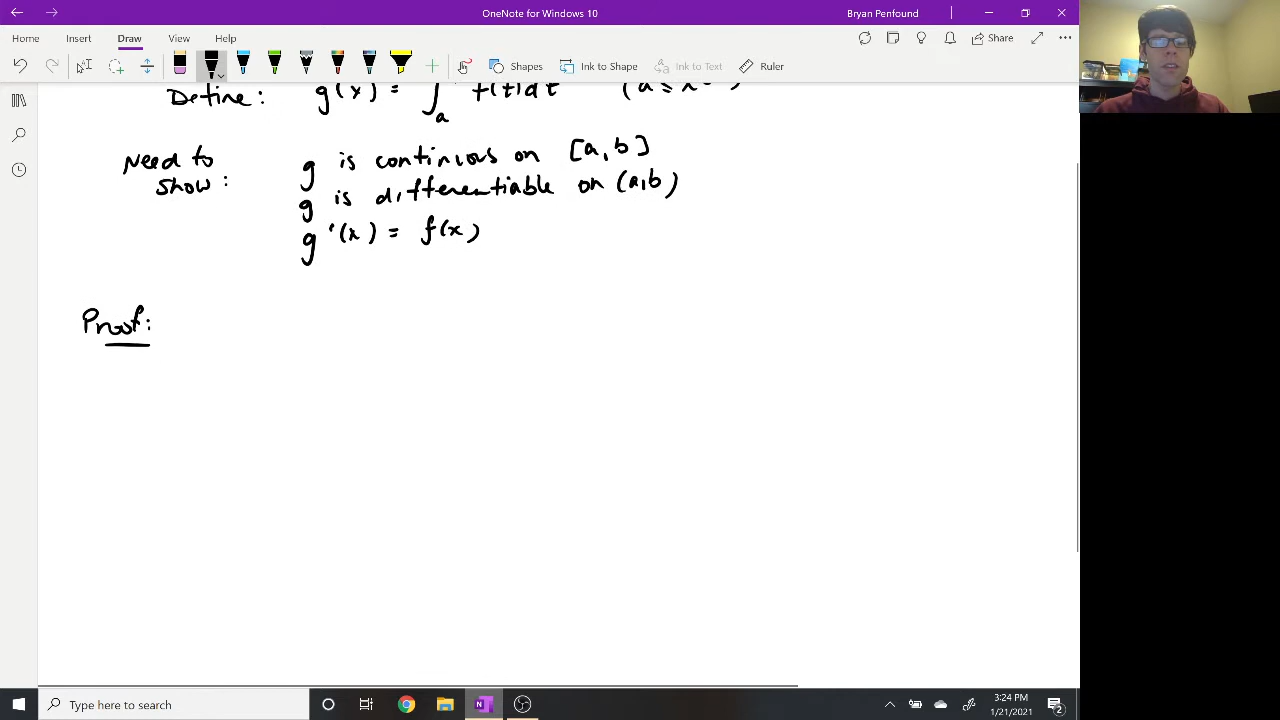 OneNote for Windows 10
Bryan Penfound
Home Insert Draw View Help
Share
Shapes Ink to Shape Ink to Text Ruler
Define: g(x) = ∫ a f(t)dt (a ≤ x
Need to show:
g is continuous on [a,b]
g is differentiable on (a,b)
g'(x) = f(x)
Proof:
Type here to search
3:24 PM
1/21/2021
2